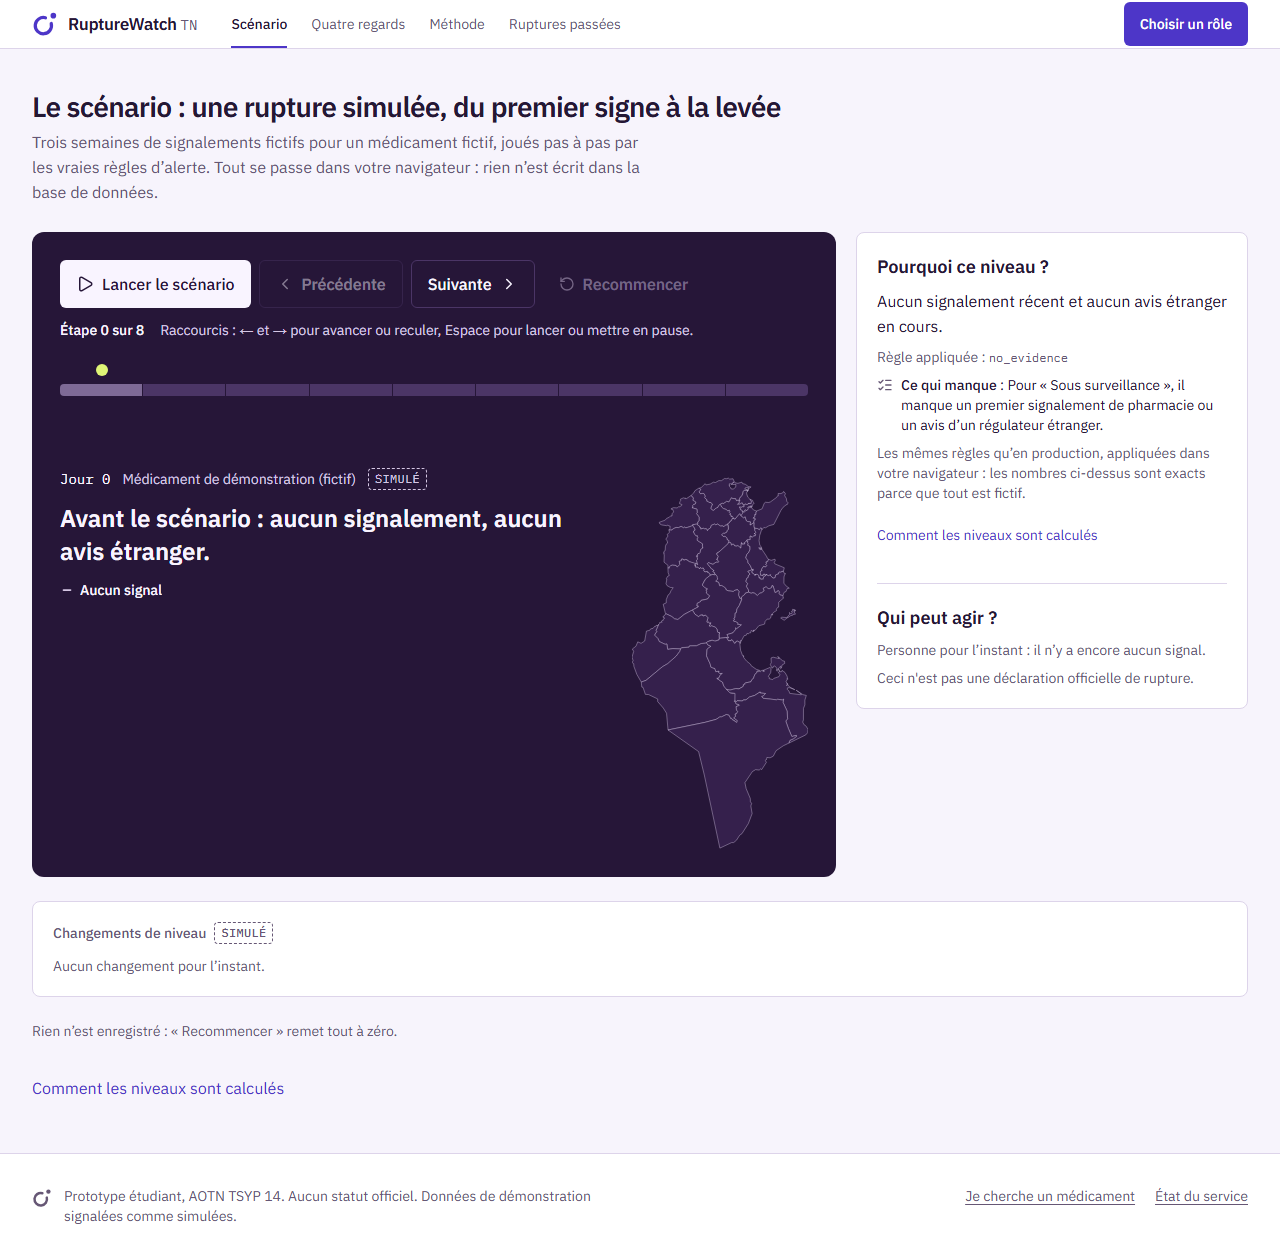 RuptureWatch TN
Scénario
Quatre regards
Méthode
Ruptures passées
Choisir un rôle
Le scénario : une rupture simulée, du premier signe à la levée
Trois semaines de signalements fictifs pour un médicament fictif, joués pas à pas par
les vraies règles d’alerte. Tout se passe dans votre navigateur : rien n’est écrit dans la
base de données.
Lancer le scénario
Précédente
Suivante
Recommencer
Étape 0 sur 8
Raccourcis : ← et → pour avancer ou reculer, Espace pour lancer ou mettre en pause.
Jour 0 Médicament de démonstration (fictif) SIMULÉ
Avant le scénario : aucun signalement, aucun
avis étranger.
– Aucun signal
Pourquoi ce niveau ?
Aucun signalement récent et aucun avis étranger
en cours.
Règle appliquée : no_evidence
Ce qui manque : Pour « Sous surveillance », il
manque un premier signalement de pharmacie ou
un avis d’un régulateur étranger.
Les mêmes règles qu’en production, appliquées dans
votre navigateur : les nombres ci-dessus sont exacts
parce que tout est fictif.
Comment les niveaux sont calculés
Qui peut agir ?
Personne pour l’instant : il n’y a encore aucun signal.
Ceci n'est pas une déclaration officielle de rupture.
Changements de niveau SIMULÉ
Aucun changement pour l’instant.
Rien n’est enregistré : « Recommencer » remet tout à zéro.
Comment les niveaux sont calculés
Prototype étudiant, AOTN TSYP 14. Aucun statut officiel. Données de démonstration
signalées comme simulées.
Je cherche un médicament
État du service